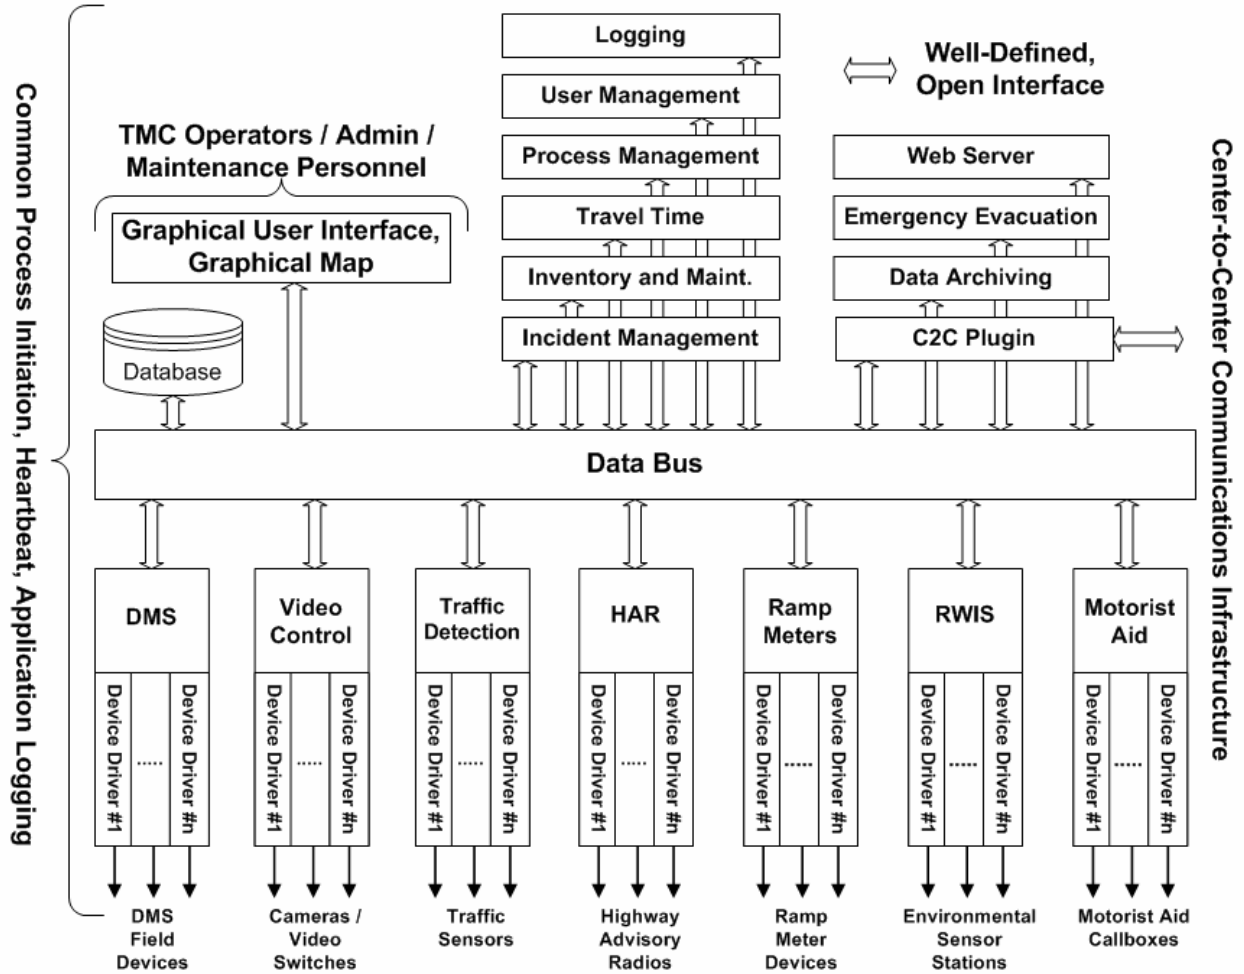 Common Process Initiation, Heartbeat, Application Logging
TMC Operators / Admin /
Maintenance Personnel
Graphical User Interface,
Graphical Map
Database
Logging
User Management
Process Management
Travel Time
Inventory and Maint.
Incident Management
Well-Defined,
Open Interface
Web Server
Emergency Evacuation
Data Archiving
C2C Plugin
Center-to-Center Communications Infrastructure
Data Bus
DMS
Device Driver #1
.....
Device Driver #n
DMS
Field
Devices
Video
Control
Device Driver #1
.....
Device Driver #n
Cameras /
Video
Switches
Traffic
Detection
Device Driver #1
.....
Device Driver #n
Traffic
Sensors
HAR
Device Driver #1
.....
Device Driver #n
Highway
Advisory
Radios
Ramp
Meters
Device Driver #1
.....
Device Driver #n
Ramp
Meter
Devices
RWIS
Device Driver #1
.....
Device Driver #n
Environmental
Sensor
Stations
Motorist
Aid
Device Driver #1
.....
Device Driver #n
Motorist Aid
Callboxes